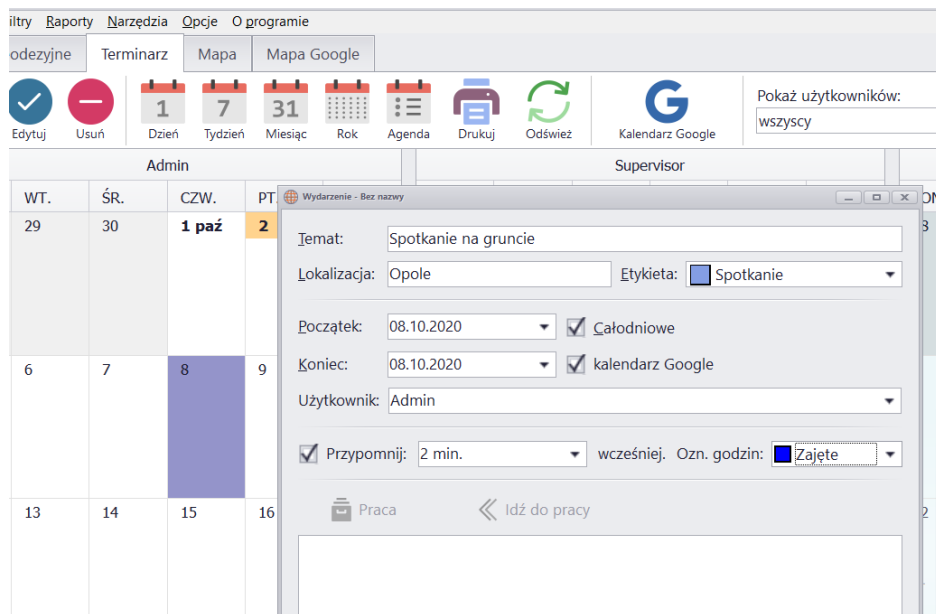 iltry Raporty Narzędzia Opcje O programie
odezyjne Terminarz Mapa Mapa Google
1 7 31
Edytuj Usuń Dzień Tydzień Miesiąc Rok Agenda Drukuj Odśwież Kalendarz Google
Pokaż użytkowników:
wszyscy
Admin Supervisor
WT. ŚR. CZW. PT.
Wydarzenie - Bez nazwy
29 30 1 paź 2
Temat: Spotkanie na gruncie
Lokalizacja: Opole Etykieta: Spotkanie
Początek: 08.10.2020 Całodniowe
Koniec: 08.10.2020 kalendarz Google
6 7 8 9
Użytkownik: Admin
Przypomnij: 2 min. wcześniej. Ozn. godzin: Zajęte
13 14 15 16
Praca Idź do pracy